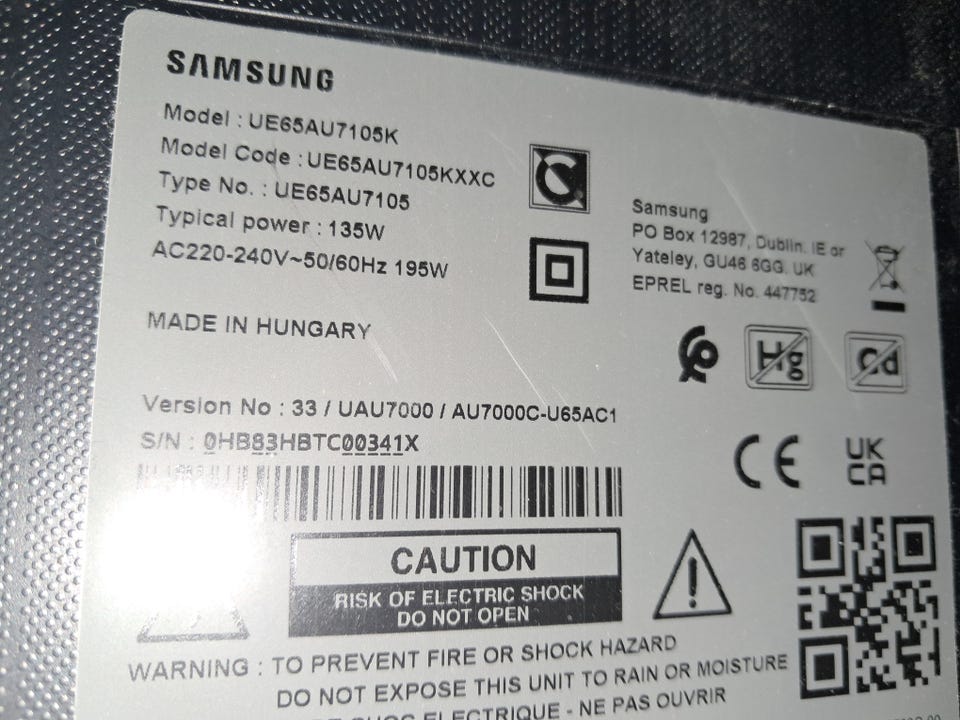 SAMSUNG
Model : UE65AU7105K
Model Code : UE65AU7105KXXC
Type No. : UE65AU7105
Typical power : 135W
AC220-240V~50/60Hz 195W
MADE IN HUNGARY
Samsung
PO Box 12987, Dublin. IE or
Yateley, GU46 6GG. UK
EPREL reg. No. 447752
Hg
Cd
Version No : 33 / UAU7000 / AU7000C-U65AC1
S/N : 0HB83HBTC00341X
CE
UK
CA
CAUTION
RISK OF ELECTRIC SHOCK
DO NOT OPEN
WARNING : TO PREVENT FIRE OR SHOCK HAZARD
DO NOT EXPOSE THIS UNIT TO RAIN OR MOISTURE
ELECTRIQUE - NE PAS OUVRIR